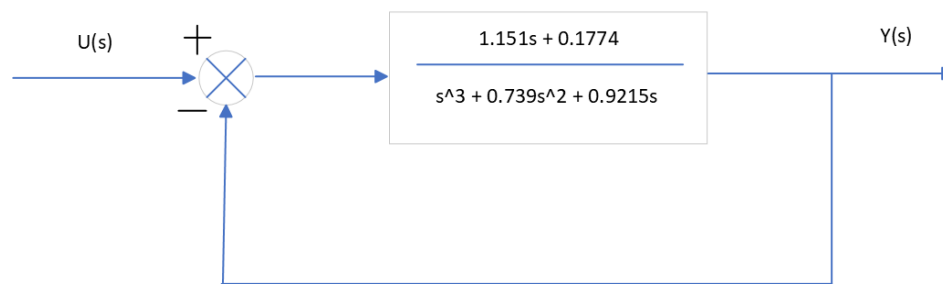 U(s)
+
1.151s + 0.1774
Y(s)
s^3 + 0.739s^2 + 0.9215s
—